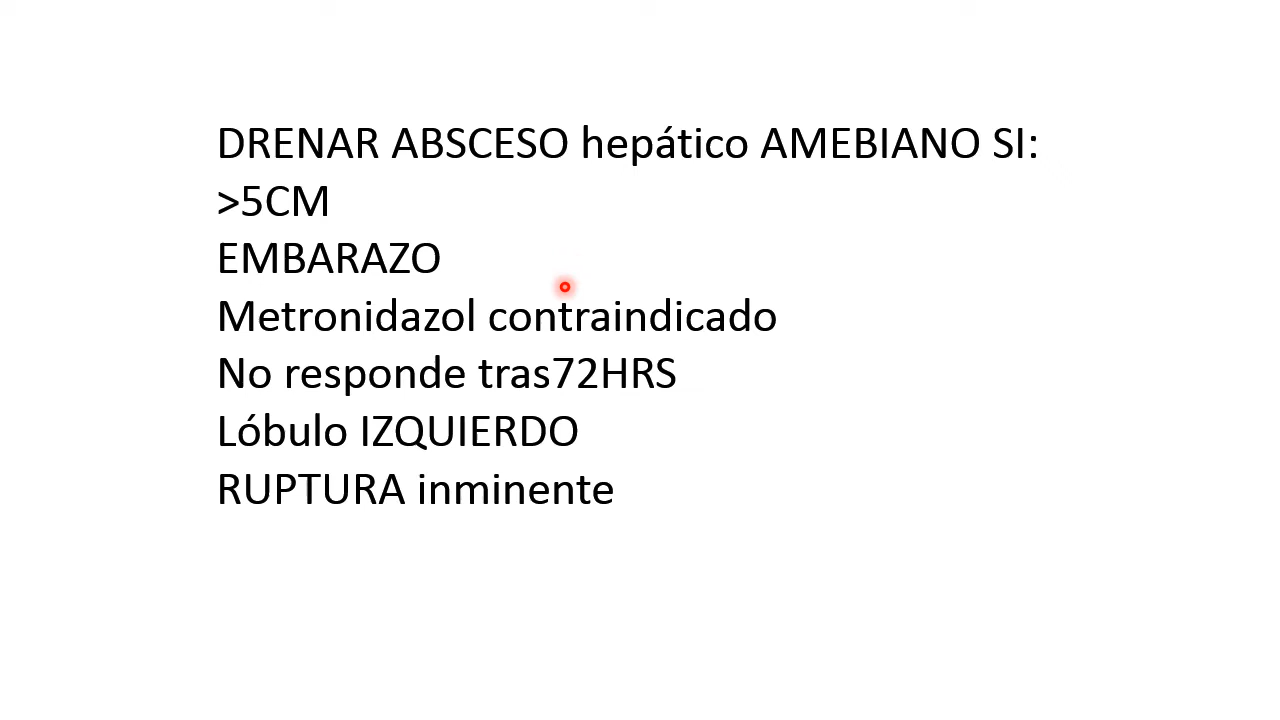 DRENAR ABSCESO hepático AMEBIANO SI:
>5CM
EMBARAZO
Metronidazol contraindicado
No responde tras72HRS
Lóbulo IZQUIERDO
RUPTURA inminente